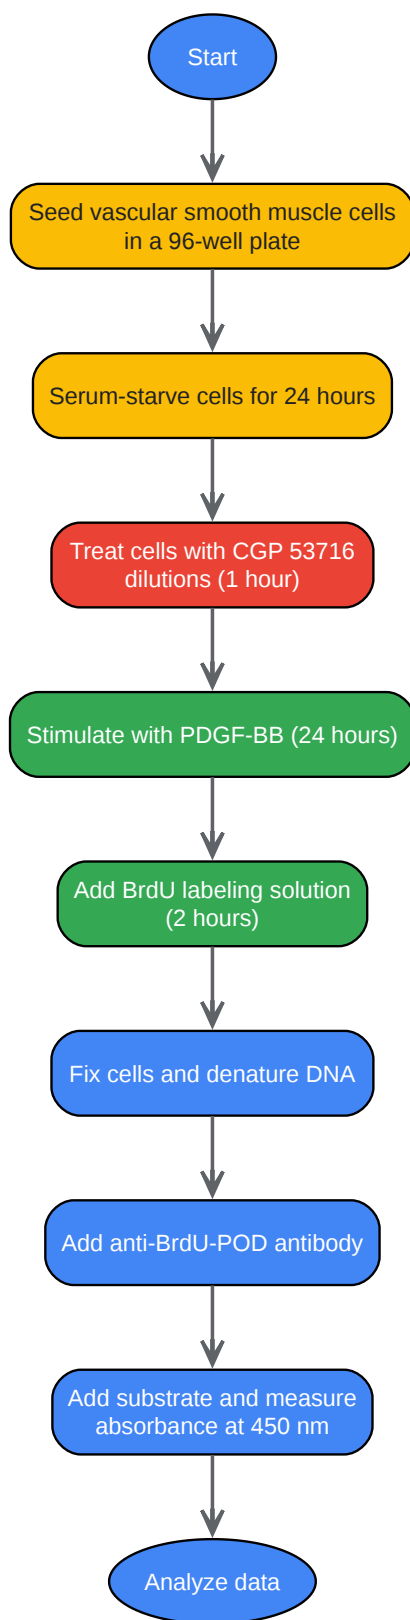 Start
Seed vascular smooth muscle cells
in a 96-well plate
Serum-starve cells for 24 hours
Treat cells with CGP 53716
dilutions (1 hour)
Stimulate with PDGF-BB (24 hours)
Add BrdU labeling solution
(2 hours)
Fix cells and denature DNA
Add anti-BrdU-POD antibody
Add substrate and measure
absorbance at 450 nm
Analyze data